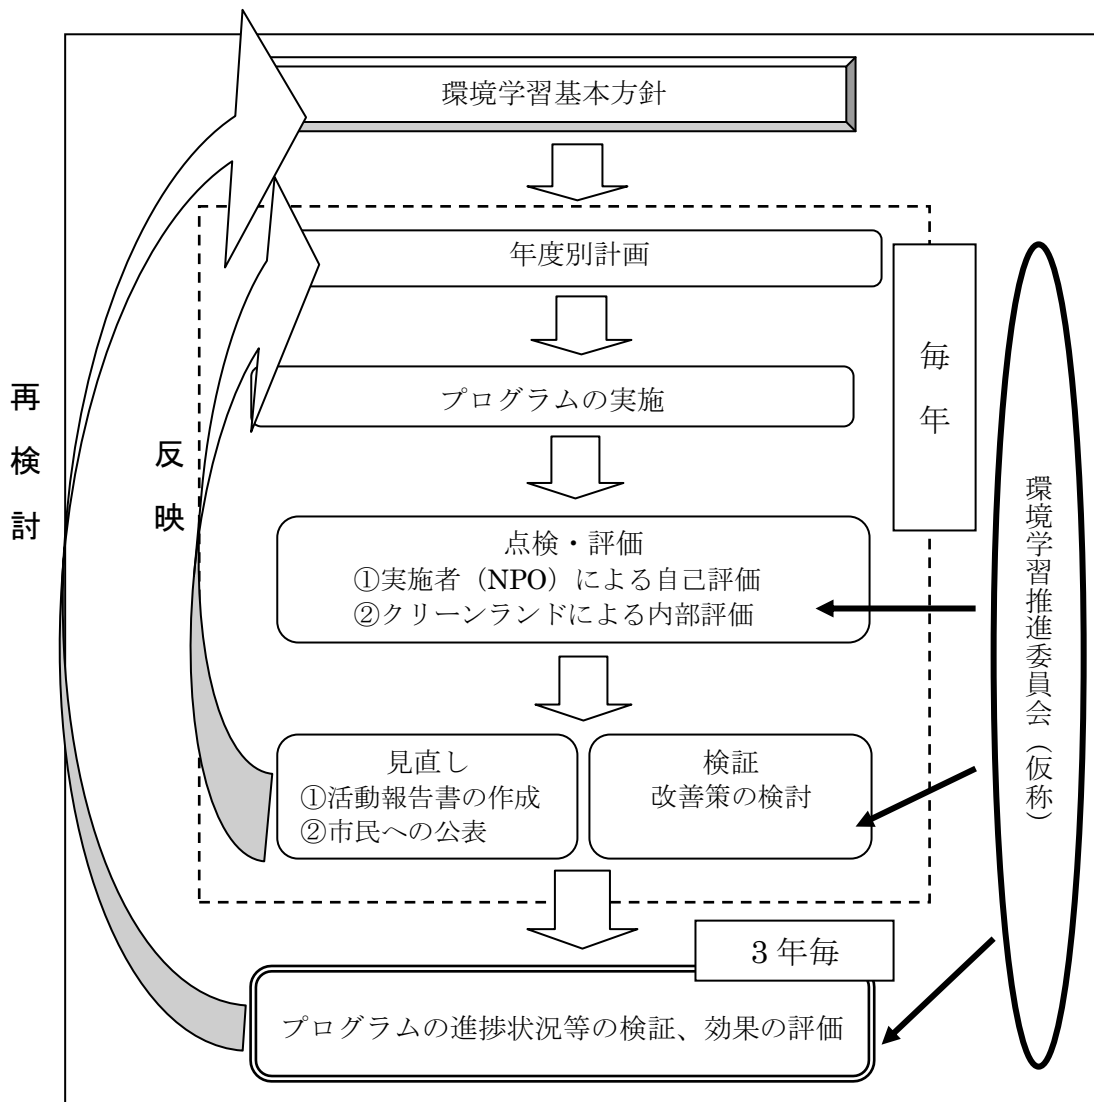 環境学習基本方針
年度別計画
毎年
プログラムの実施
再検討
反映
点検・評価
①実施者（NPO）による自己評価
②クリーンランドによる内部評価
環境学習推進委員会（仮称）
見直し
①活動報告書の作成
②市民への公表
検証
改善策の検討
3 年毎
プログラムの進捗状況等の検証、効果の評価